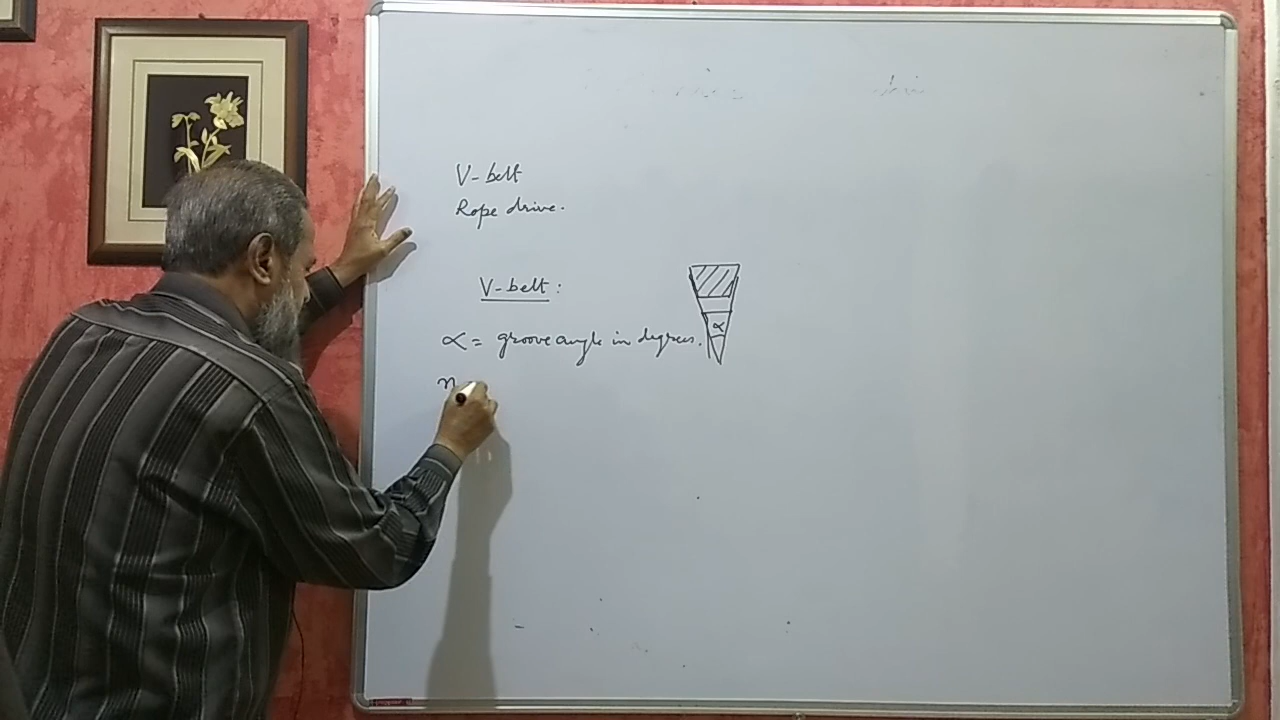 V-belt
Rope drive.
V-belt:
α = groove angle in degrees.
α
n